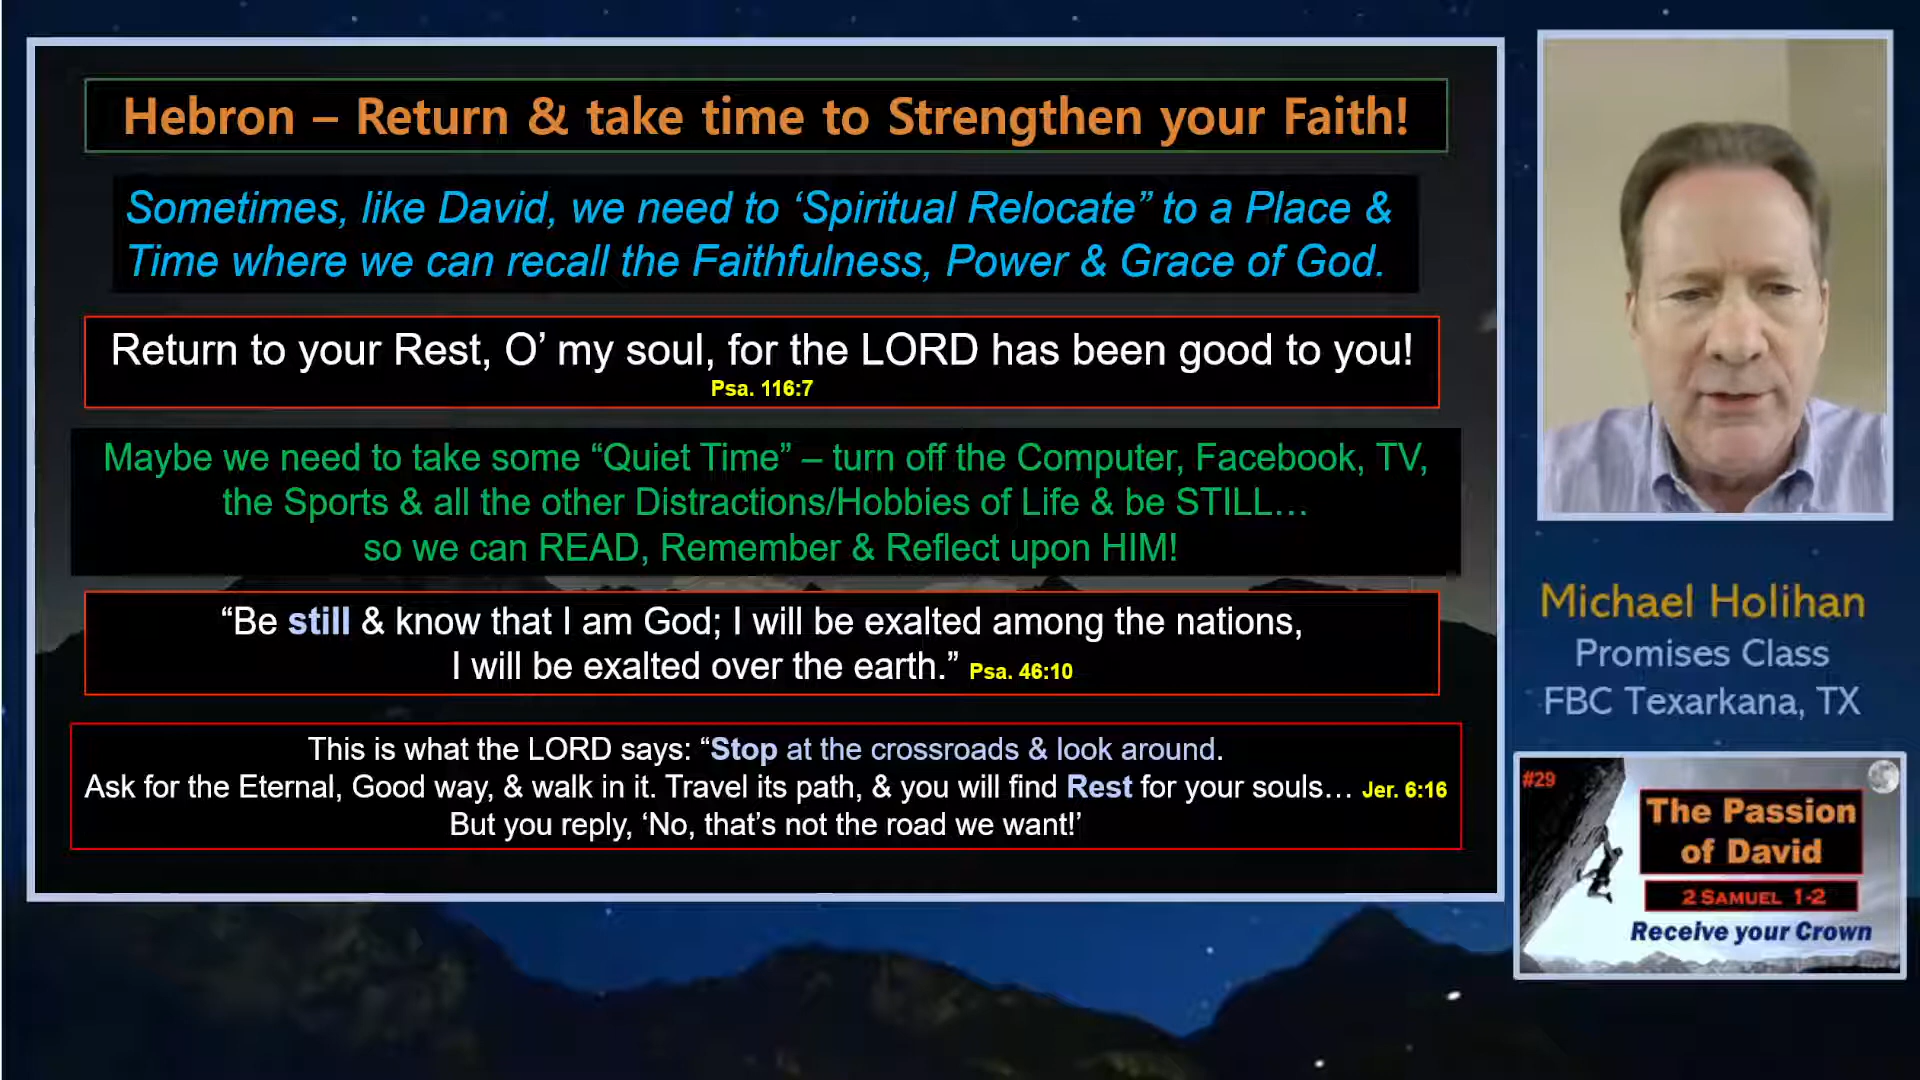 Hebron – Return & take time to Strengthen your Faith!
Sometimes, like David, we need to ‘Spiritual Relocate” to a Place &
Time where we can recall the Faithfulness, Power & Grace of God.
Return to your Rest, O’ my soul, for the LORD has been good to you!
Psa. 116:7
Maybe we need to take some “Quiet Time” – turn off the Computer, Facebook, TV,
the Sports & all the other Distractions/Hobbies of Life & be STILL…
so we can READ, Remember & Reflect upon HIM!
“Be still & know that I am God; I will be exalted among the nations,
I will be exalted over the earth.” Psa. 46:10
This is what the LORD says: “Stop at the crossroads & look around.
Ask for the Eternal, Good way, & walk in it. Travel its path, & you will find Rest for your souls… Jer. 6:16
But you reply, ‘No, that’s not the road we want!’
Michael Holihan
Promises Class
FBC Texarkana, TX
#29
The Passion
of David
2 SAMUEL 1-2
Receive your Crown